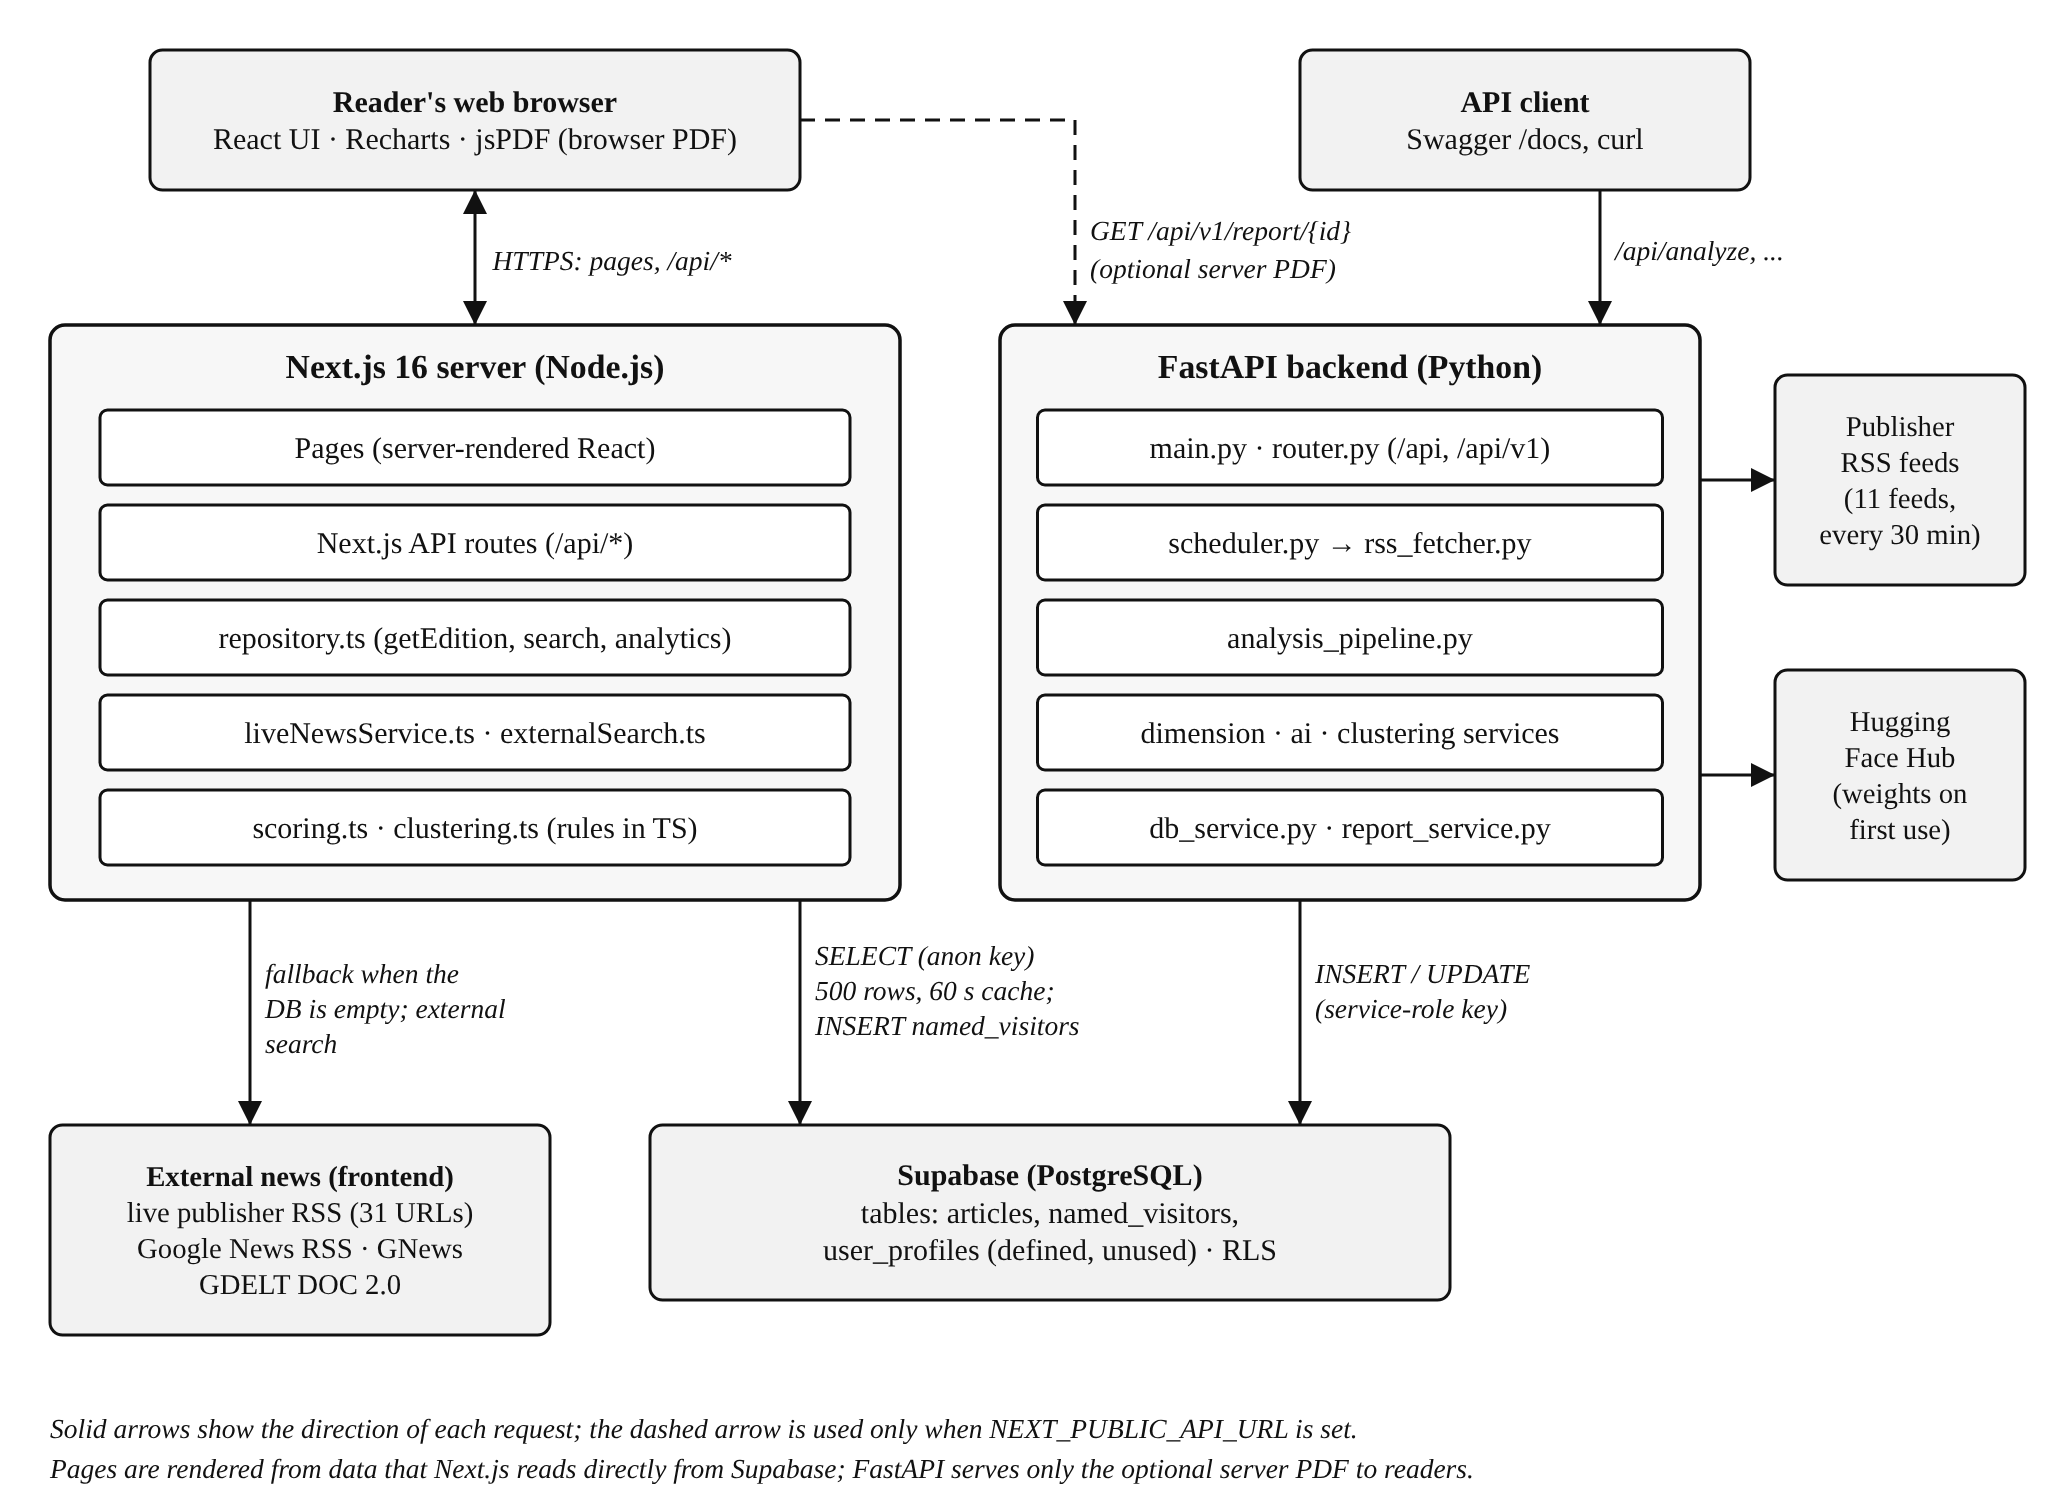 Reader's web browser
React UI · Recharts · jsPDF (browser PDF)
API client
Swagger /docs, curl
HTTPS: pages, /api/*
GET /api/v1/report/{id}
(optional server PDF)
/api/analyze, ...
Next.js 16 server (Node.js)
Pages (server-rendered React)
Next.js API routes (/api/*)
repository.ts (getEdition, search, analytics)
liveNewsService.ts · externalSearch.ts
scoring.ts · clustering.ts (rules in TS)
FastAPI backend (Python)
main.py · router.py (/api, /api/v1)
scheduler.py → rss_fetcher.py
analysis_pipeline.py
dimension · ai · clustering services
db_service.py · report_service.py
Publisher
RSS feeds
(11 feeds,
every 30 min)
Hugging
Face Hub
(weights on
first use)
fallback when the
DB is empty; external
search
SELECT (anon key)
500 rows, 60 s cache;
INSERT named_visitors
INSERT / UPDATE
(service-role key)
External news (frontend)
live publisher RSS (31 URLs)
Google News RSS · GNews
GDELT DOC 2.0
Supabase (PostgreSQL)
tables: articles, named_visitors,
user_profiles (defined, unused) · RLS
Solid arrows show the direction of each request; the dashed arrow is used only when NEXT_PUBLIC_API_URL is set.
Pages are rendered from data that Next.js reads directly from Supabase; FastAPI serves only the optional server PDF to readers.